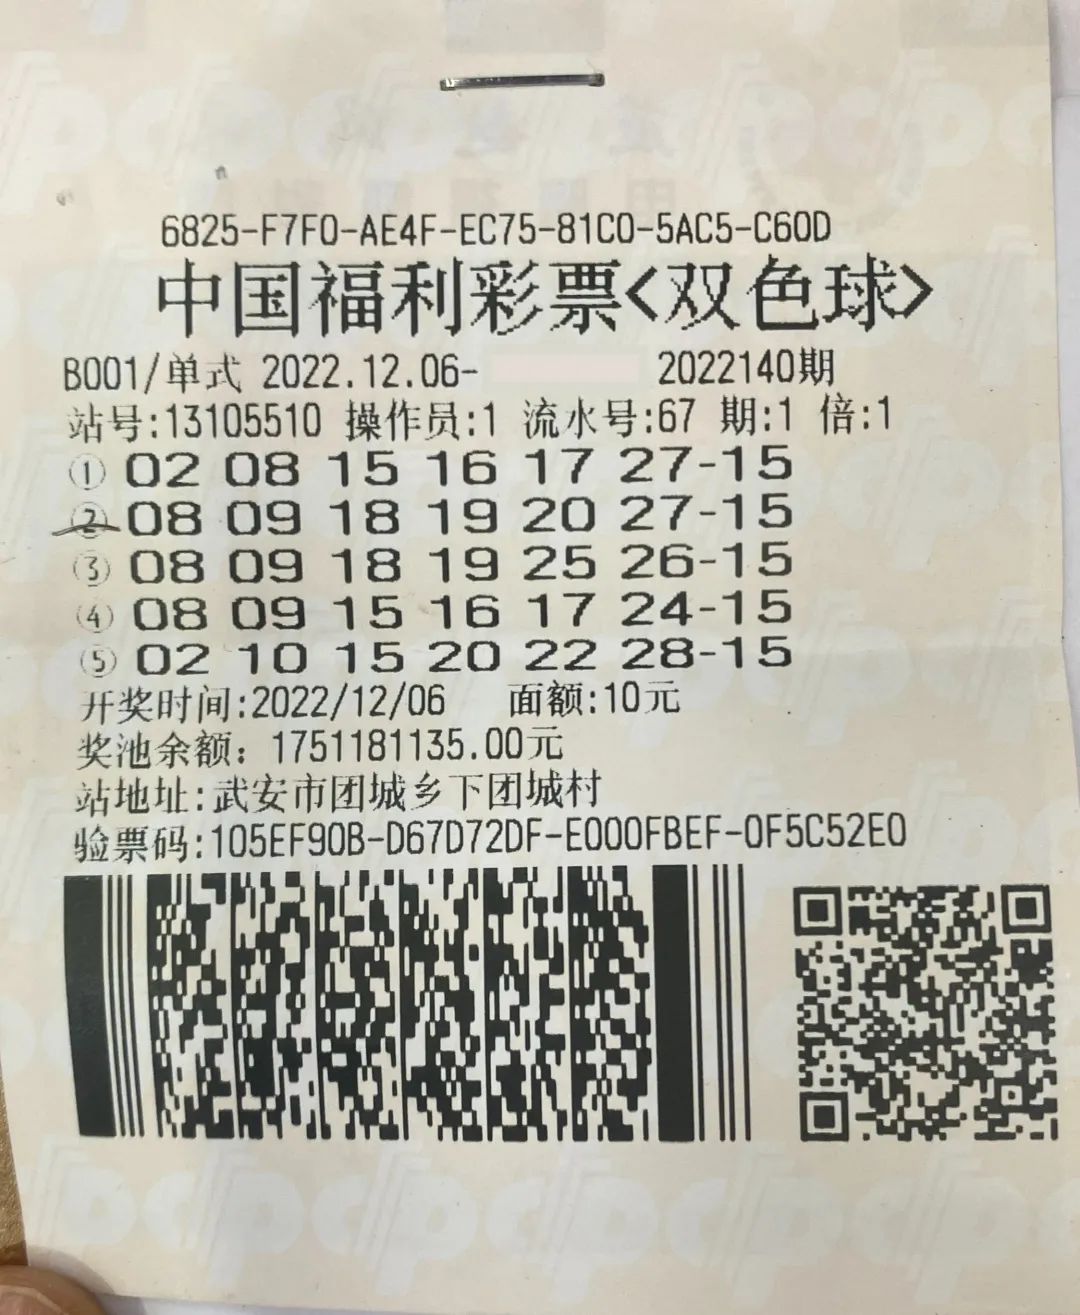 6825-F7F0-AE4F-EC75-81C0-5AC5-C60D
中国福利彩票<双色球>
B001/单式 2022.12.06- 2022140期
站号:13105510 操作员:1 流水号:67 期:1 倍:1
① 02 08 15 16 17 27-15
② 08 09 18 19 20 27-15
③ 08 09 18 19 25 26-15
④ 08 09 15 16 17 24-15
⑤ 02 10 15 20 22 28-15
开奖时间:2022/12/06 面额:10元
奖池余额: 1751181135.00元
站地址:武安市团城乡下团城村
验票码:105EF90B-D67D72DF-E000FBEF-0F5C52E0